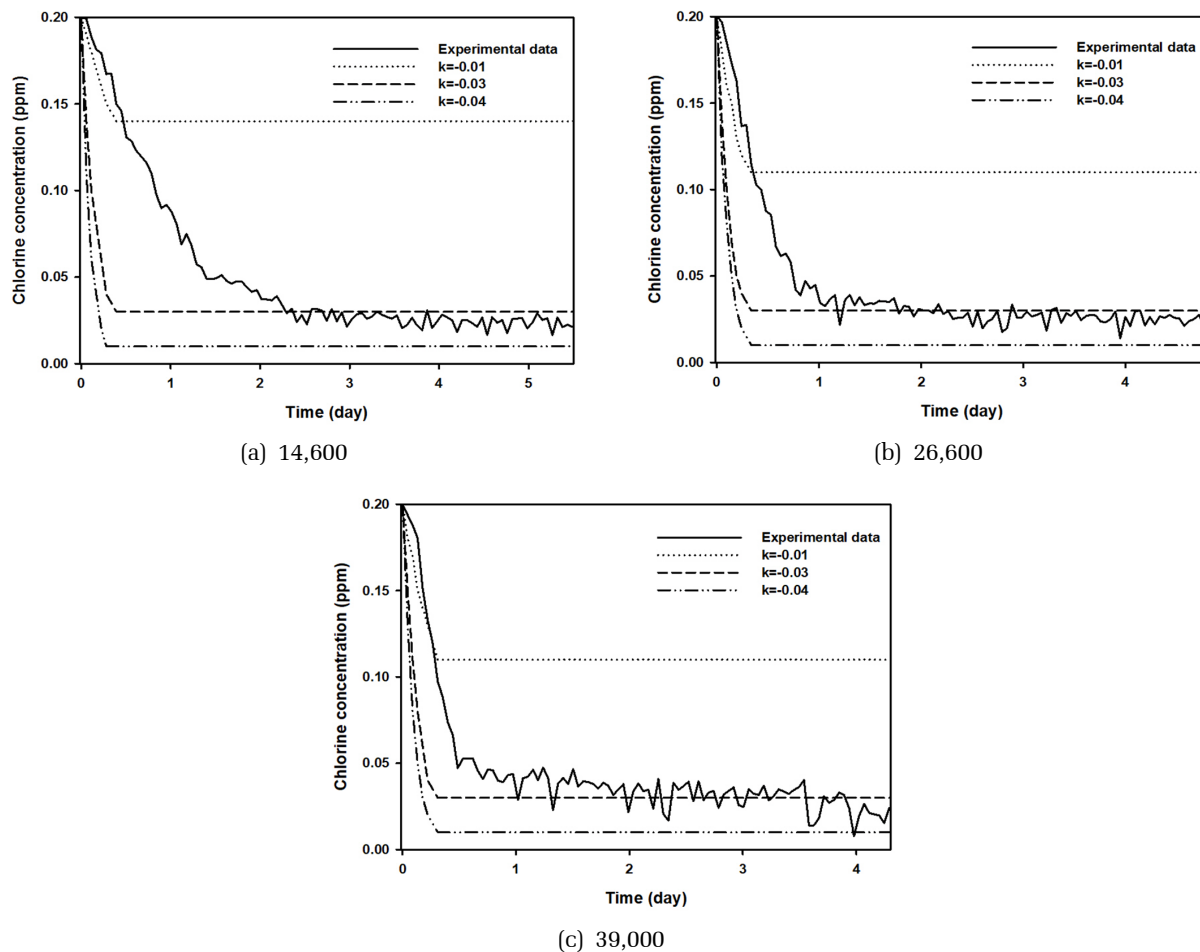 0.20
0.15
0.10
0.05
0.00
Chlorine concentration (ppm)
Experimental data
k=-0.01
k=-0.03
k=-0.04
0 1 2 3 4 5
Time (day)
(a) 14,600
0.20
0.15
0.10
0.05
0.00
Chlorine concentration (ppm)
Experimental data
k=-0.01
k=-0.03
k=-0.04
0 1 2 3 4
Time (day)
(b) 26,600
0.20
0.15
0.10
0.05
0.00
Chlorine concentration (ppm)
Experimental data
k=-0.01
k=-0.03
k=-0.04
0 1 2 3 4
Time (day)
(c) 39,000